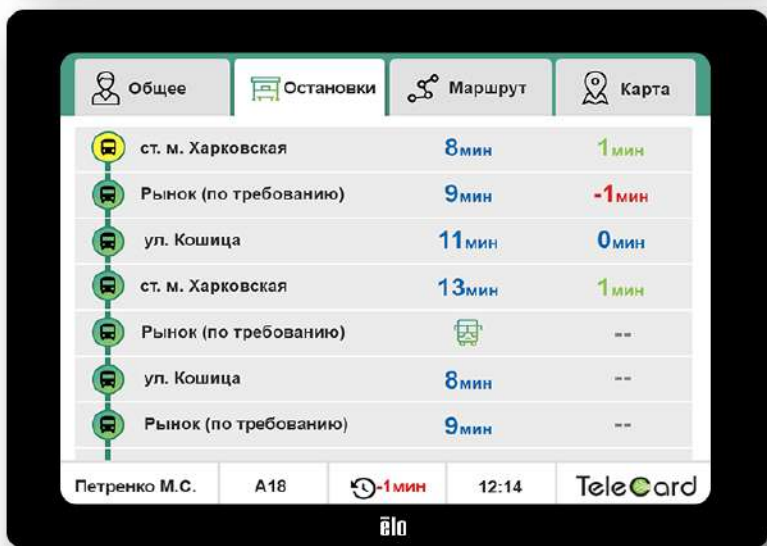 Общее Остановки Маршрут Карта
ст. м. Харковская 8мин 1мин
Рынок (по требованию) 9мин -1мин
ул. Кошица 11мин 0мин
ст. м. Харковская 13мин 1мин
Рынок (по требованию) --
ул. Кошица 8мин --
Рынок (по требованию) 9мин --
Петренко М.С. А18 -1мин 12:14 TeleCard
ēlo